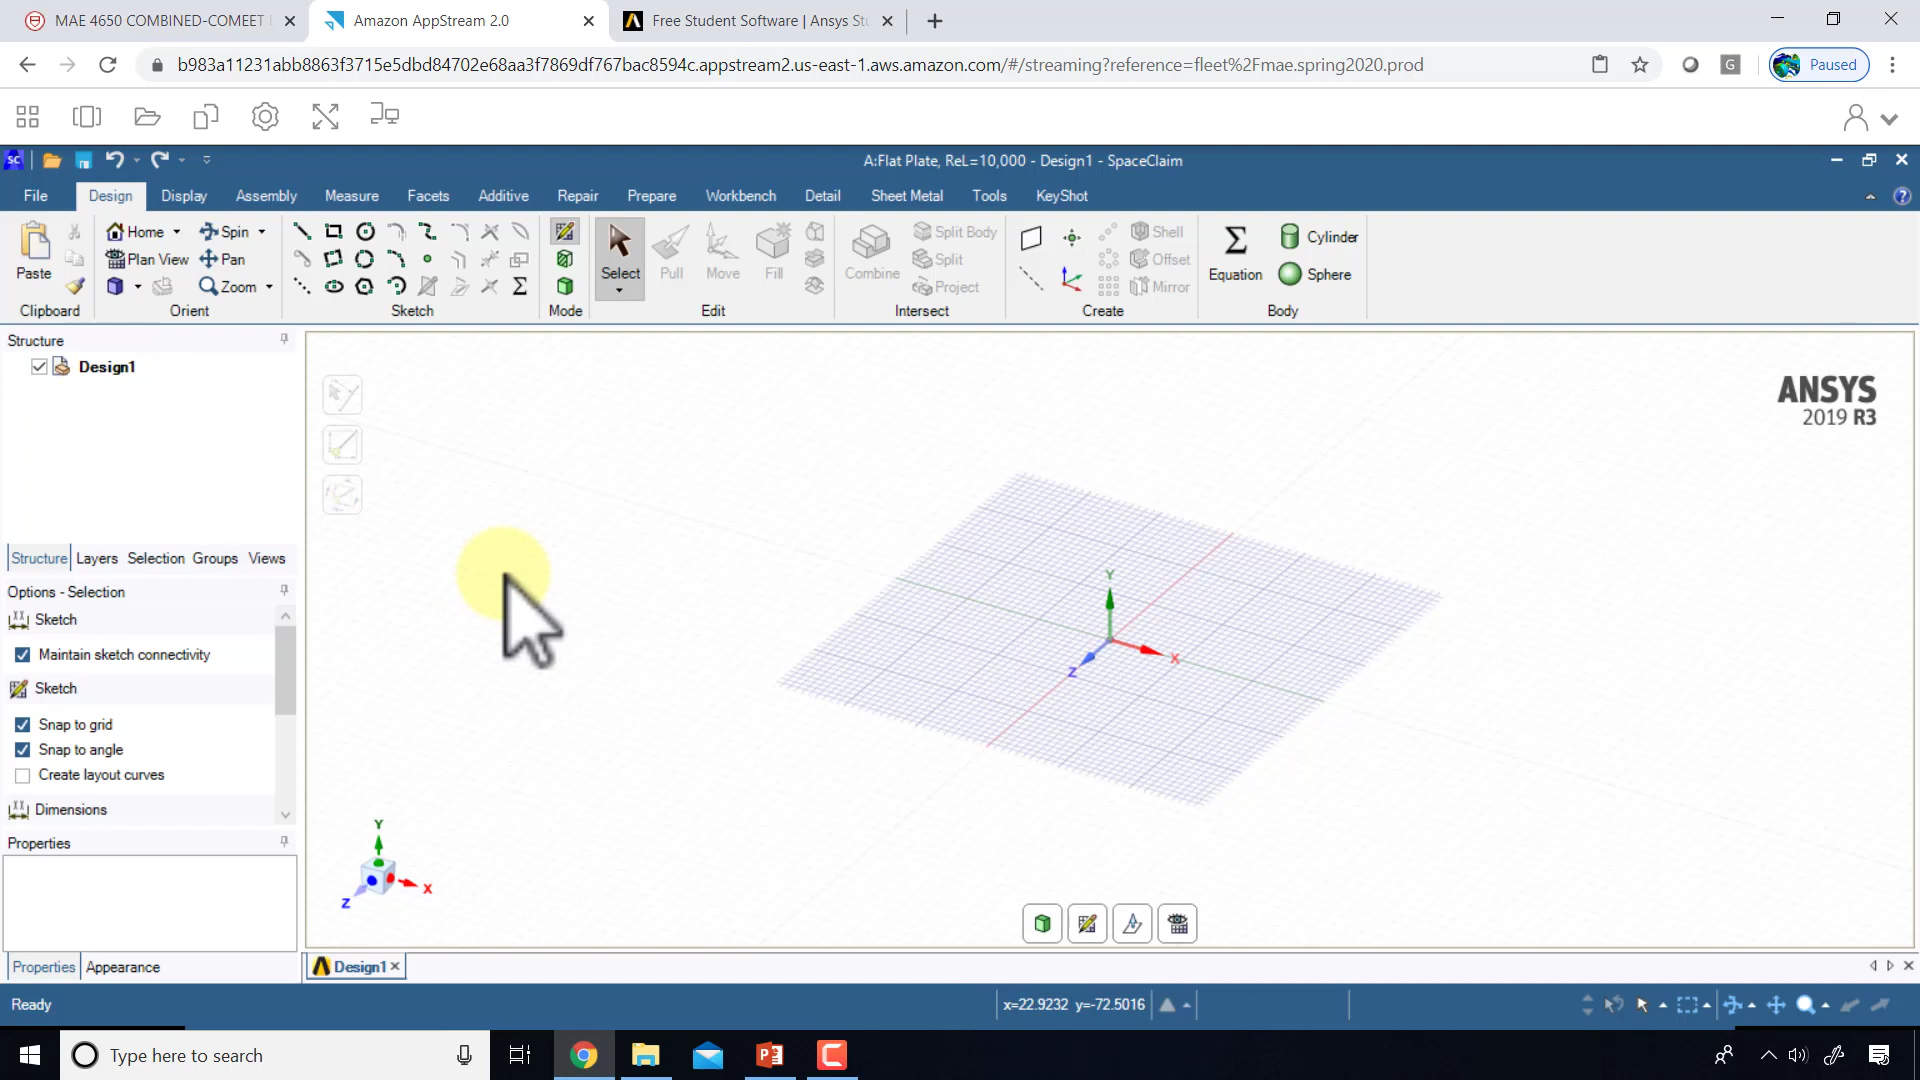 MAE 4650 COMBINED-COMEET
Amazon AppStream 2.0
Free Student Software | Ansys Stu
b983a11231abb8863f3715e5dbd84702e68aa3f7869df767bac8594c.appstream2.us-east-1.aws.amazon.com/#/streaming?reference=fleet%2Fmae.spring2020.prod
G
Paused
SC
A:Flat Plate, ReL=10,000 - Design1 - SpaceClaim
File Design Display Assembly Measure Facets Additive Repair Prepare Workbench Detail Sheet Metal Tools KeyShot
Home Spin
Plan View Pan
Zoom
Paste
Select Pull Move Fill
Combine
Split Body
Split
Project
Shell
Offset
Mirror
Equation
Cylinder
Sphere
Clipboard Orient Sketch Mode Edit Intersect Create Body
Structure
Design1
ANSYS
2019 R3
Structure Layers Selection Groups Views
Options - Selection
Sketch
Maintain sketch connectivity
Sketch
Snap to grid
Snap to angle
Create layout curves
Dimensions
Properties
Y
X
Z
Y
X
Z
Properties Appearance
Design1
Ready
x=22.9232 y=-72.5016
Type here to search